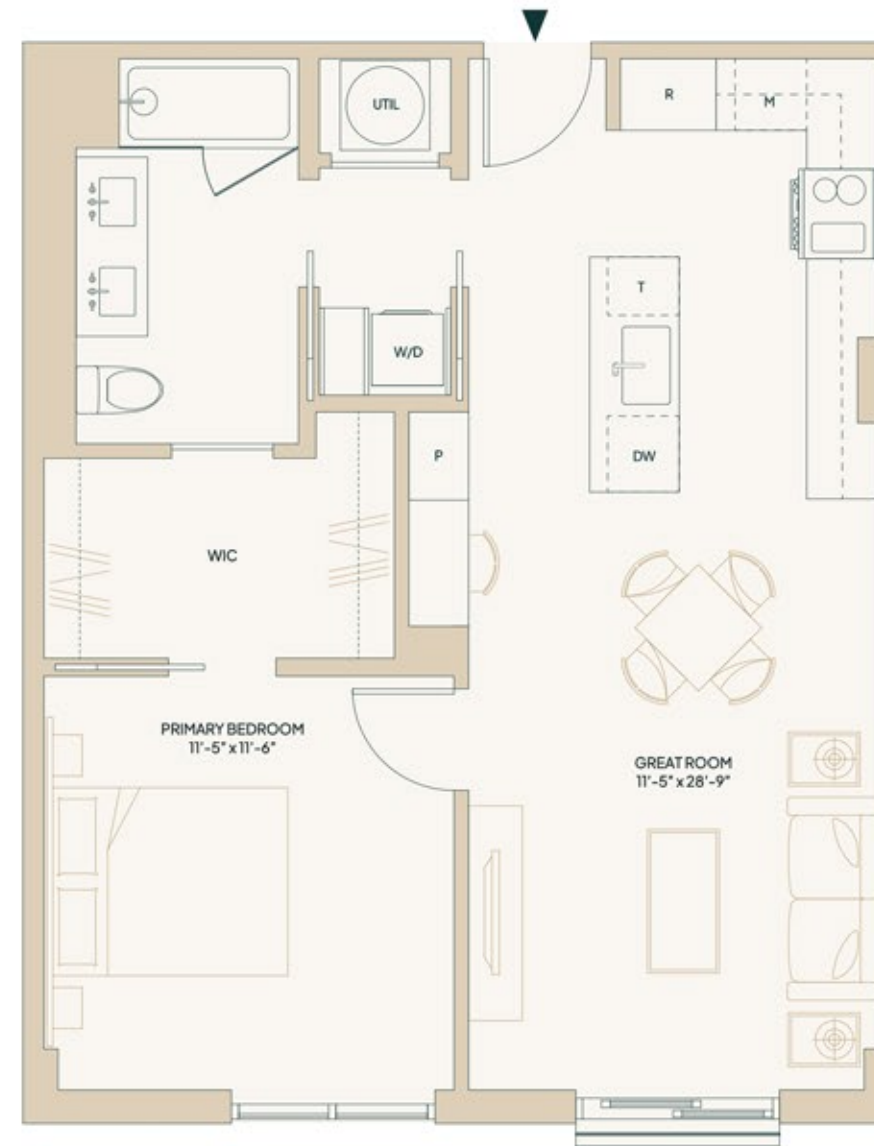 UTIL
R
M
T
W/D
P
DW
WIC
PRIMARY BEDROOM
11'-5" x 11'-6"
GREAT ROOM
11'-5" x 28'-9"